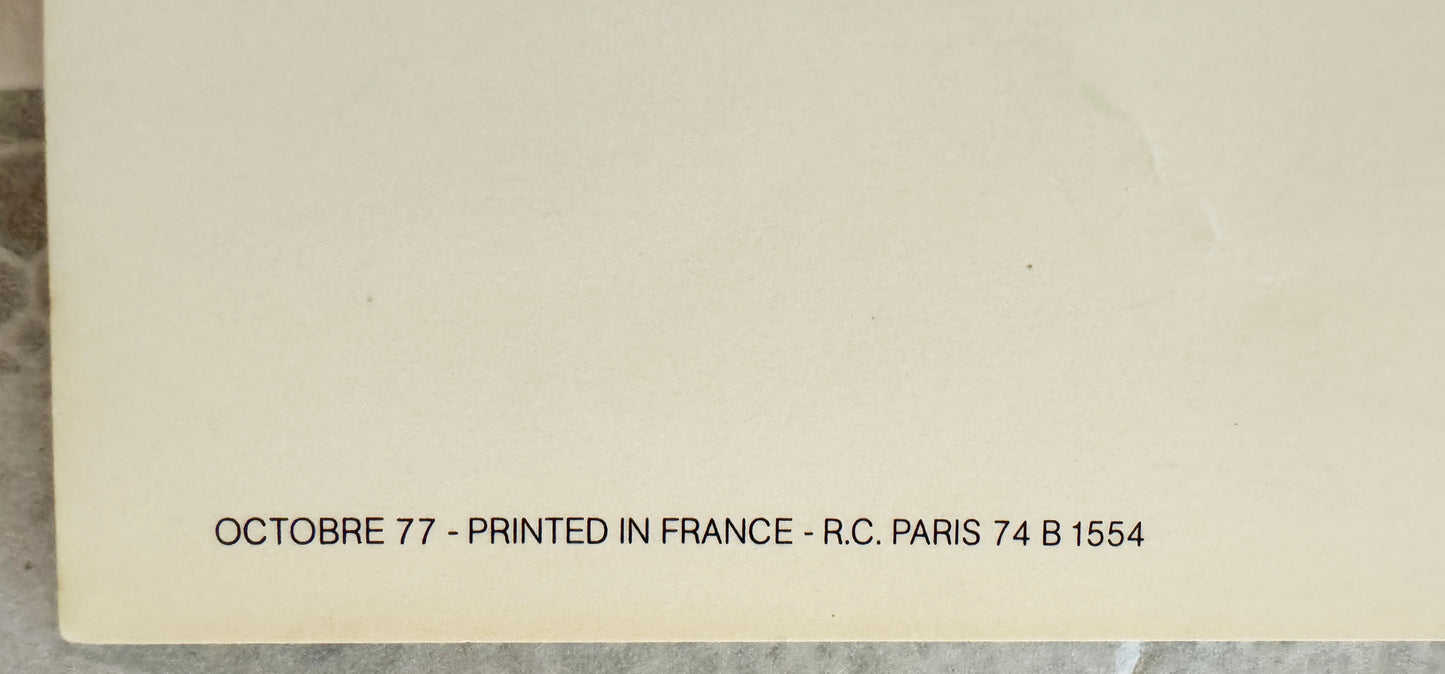 OCTOBRE 77 - PRINTED IN FRANCE - R.C. PARIS 74 B 1554